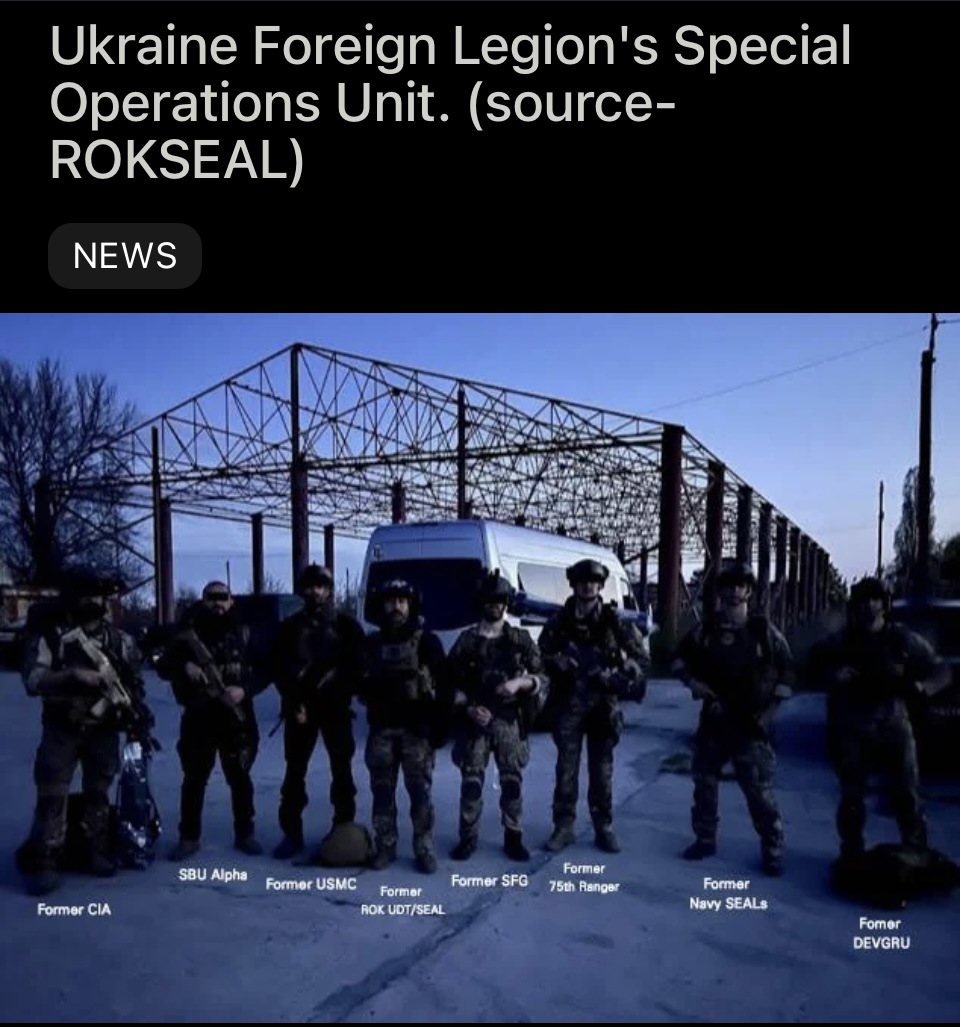 Ukraine Foreign Legion's Special
Operations Unit. (source-
ROKSEAL)
NEWS
Former CIA
SBU Alpha
Former USMC
Former
ROK UDT/SEAL
Former SFG
Former
75th Ranger
Former
Navy SEALs
Fomer
DEVGRU